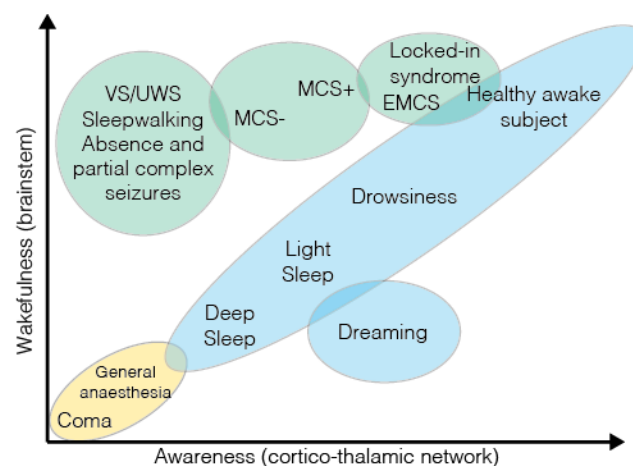 Wakefulness (brainstem)
VS/UWS
Sleepwalking
Absence and
partial complex
seizures
MCS-
MCS+
Locked-in
syndrome
EMCS
Healthy awake
subject
Drowsiness
Light
Sleep
Deep
Sleep
Dreaming
General
anaesthesia
Coma
Awareness (cortico-thalamic network)